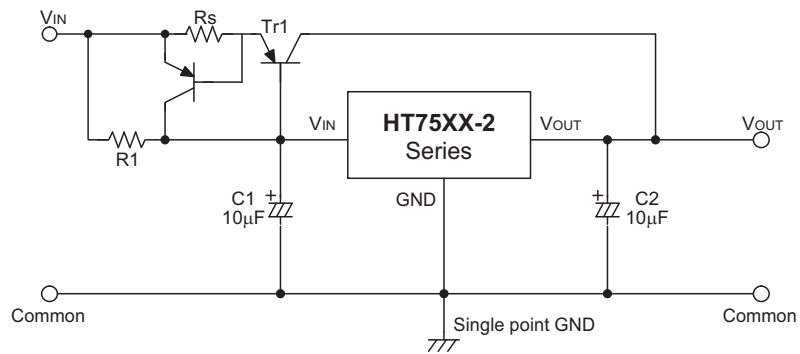 VIN
Rs
Tr1
R1
VIN
HT75XX-2
Series
VOUT
VOUT
GND
C1
+
10μF
C2
+
10μF
Common
Single point GND
Common